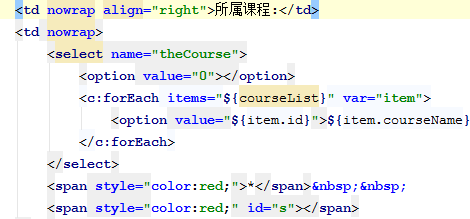 <td nowrap align="right">所属课程:</td>
<td nowrap>
<select name="theCourse">
<option value="0"></option>
<c:forEach items="${courseList}" var="item">
<option value="${item.id}">${item.courseName}
</c:forEach>
</select>
<span style="color:red;">*</span>&nbsp;&nbsp;
<span style="color:red;" id="s"></span>